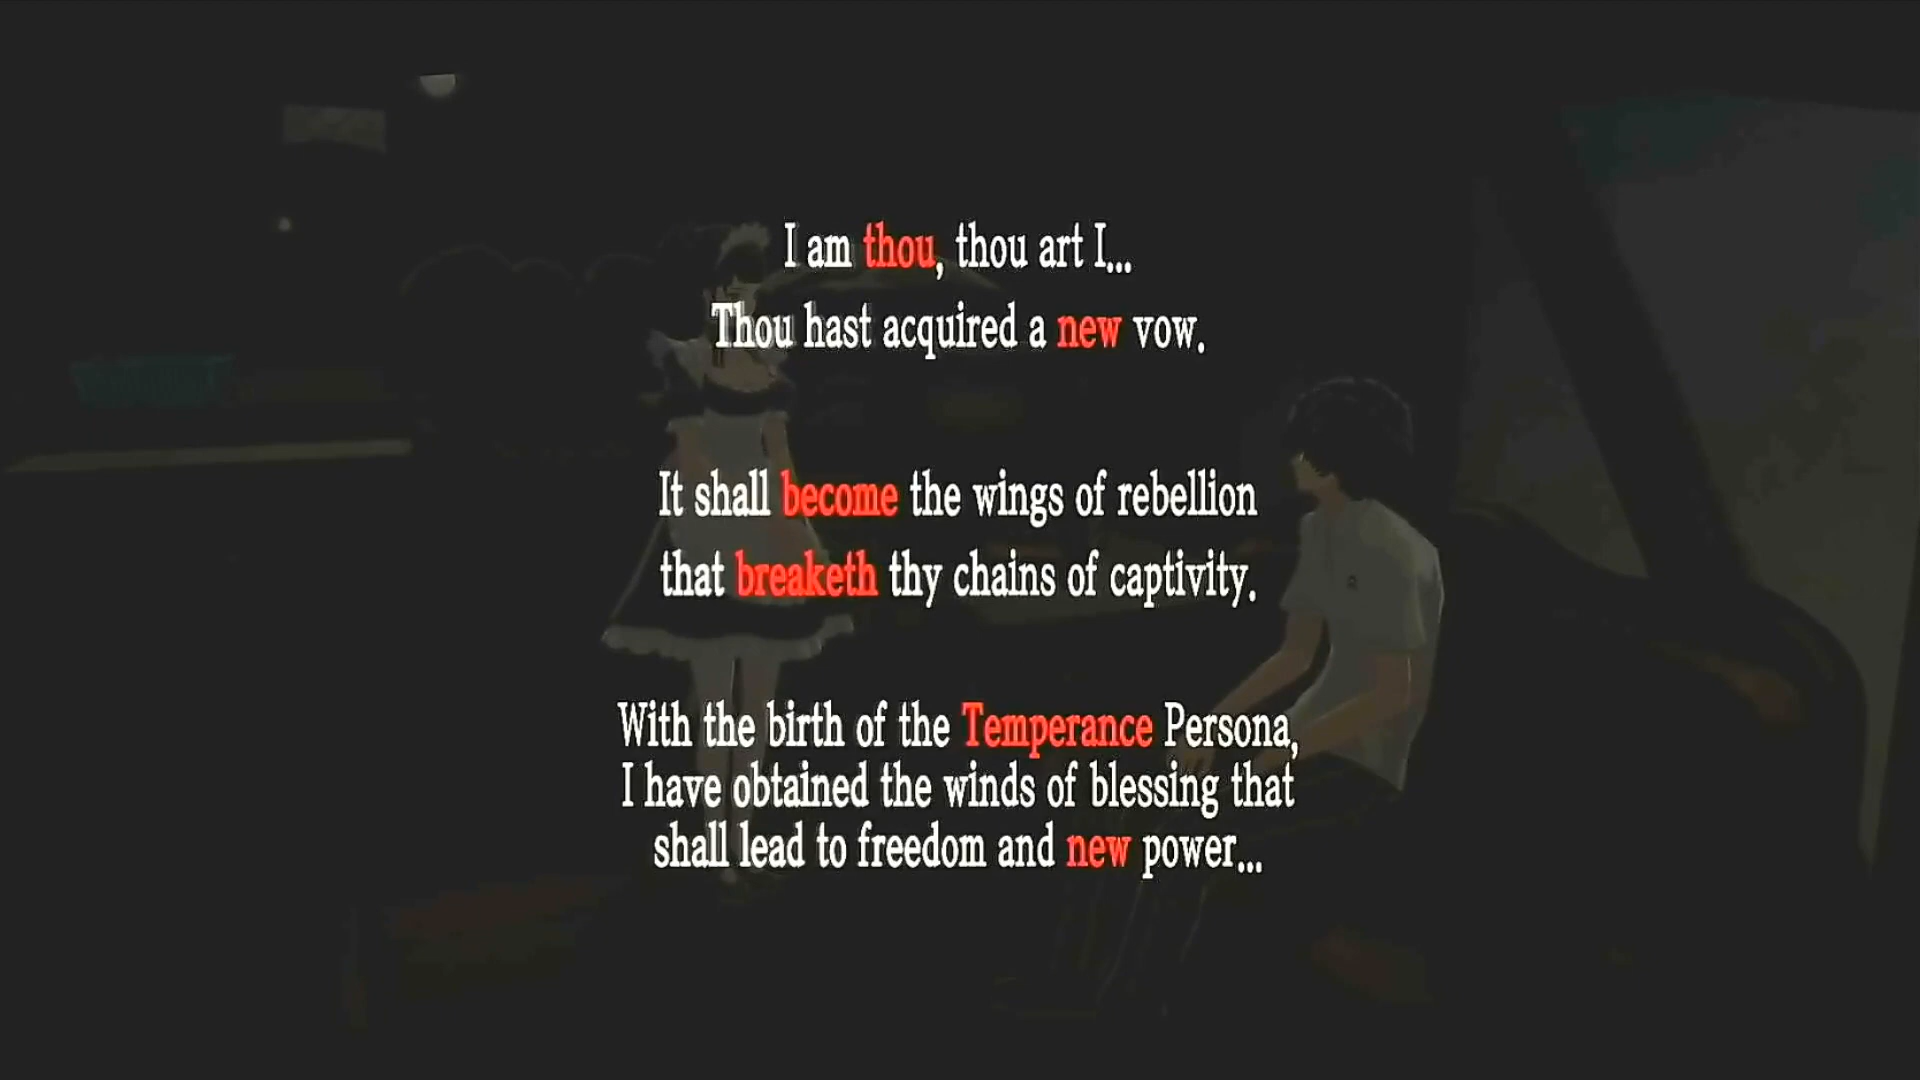 I am thou, thou art I...
Thou hast acquired a new vow.
It shall become the wings of rebellion
that breaketh thy chains of captivity.
With the birth of the Temperance Persona,
I have obtained the winds of blessing that
shall lead to freedom and new power...